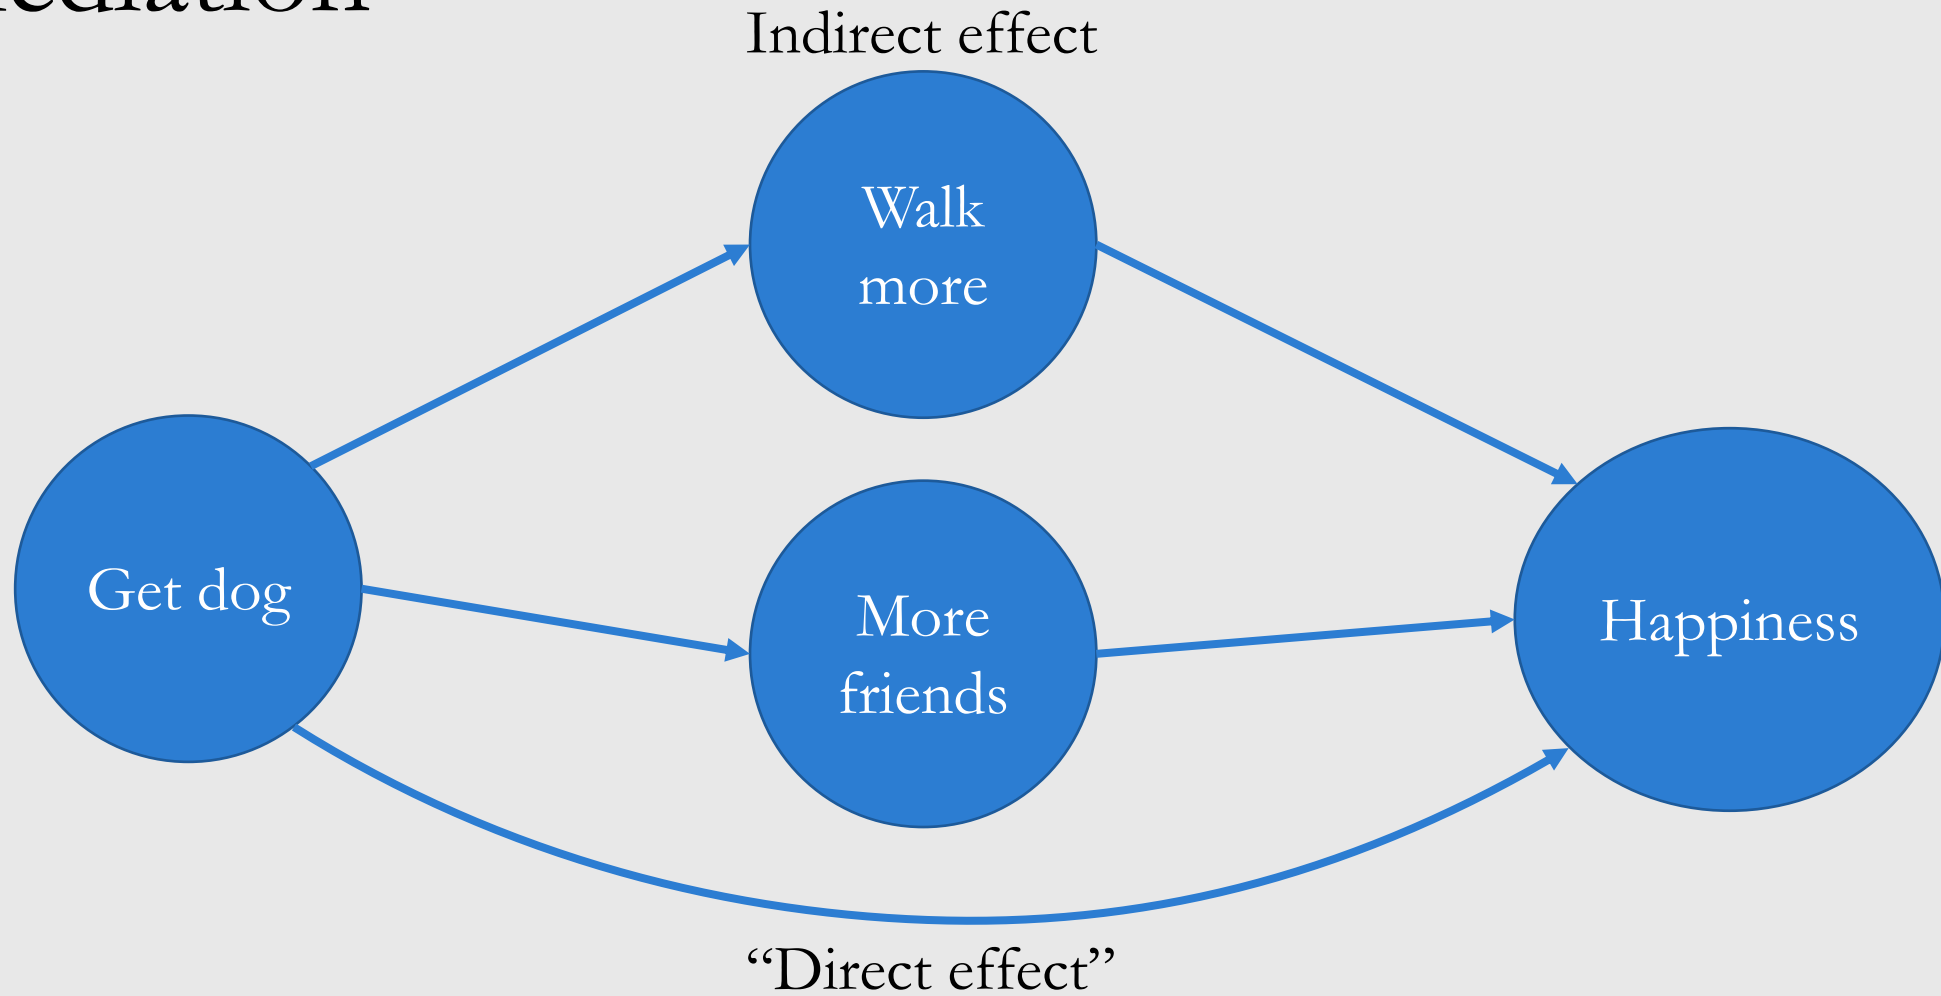 Indirect effect
Walk
more
Get dog
More
friends
Happiness
“Direct effect”